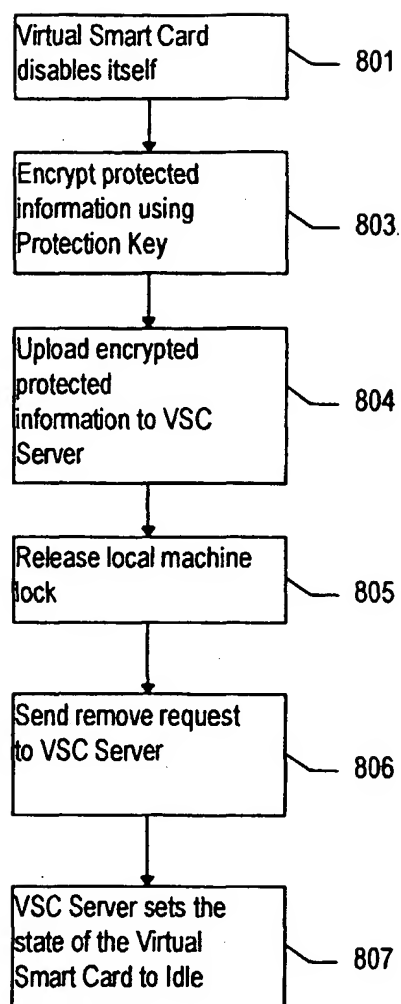 Virtual Smart Card
disables itself
801
Encrypt protected
information using
Protection Key
803
Upload encrypted
protected
information to VSC
Server
804
Release local machine
lock
805
Send remove request
to VSC Server
806
VSC Server sets the
state of the Virtual
Smart Card to Idle
807